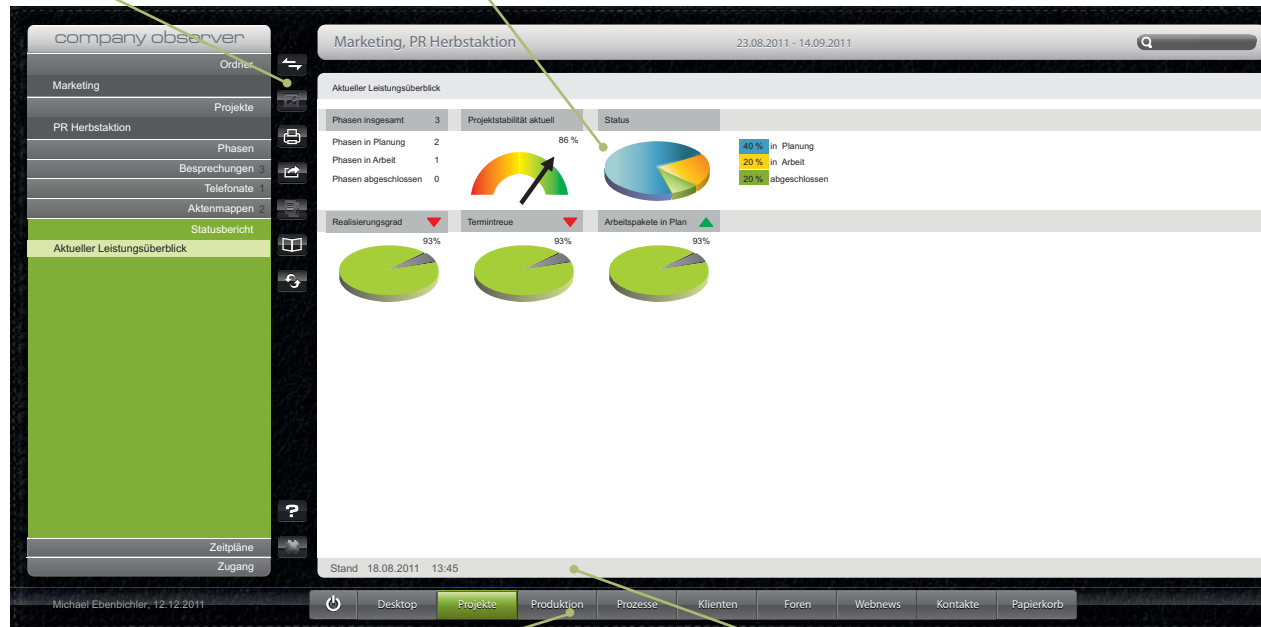 company observer
Ordner
Marketing
Projekte
PR Herbstaktion
Phasen
Besprechungen 3
Telefonate 1
Aktenmappen 2
Statusbericht
Aktueller Leistungsüberblick
Zeitpläne
Zugang
Marketing, PR Herbstaktion 23.08.2011 - 14.09.2011
Aktueller Leistungsüberblick
Phasen insgesamt 3 Projektstabilität aktuell Status
Phasen in Planung 2
Phasen in Arbeit 1
Phasen abgeschlossen 0
86 %
40 % in Planung
20 % in Arbeit
20 % abgeschlossen
Realisierungsgrad Termintreue Arbeitspakete in Plan
93% 93% 93%
?
Stand 18.08.2011 13:45
Michael Ebenbichler, 12.12.2011
Desktop Projekte Produktion Prozesse Klienten Foren Webnews Kontakte Papierkorb